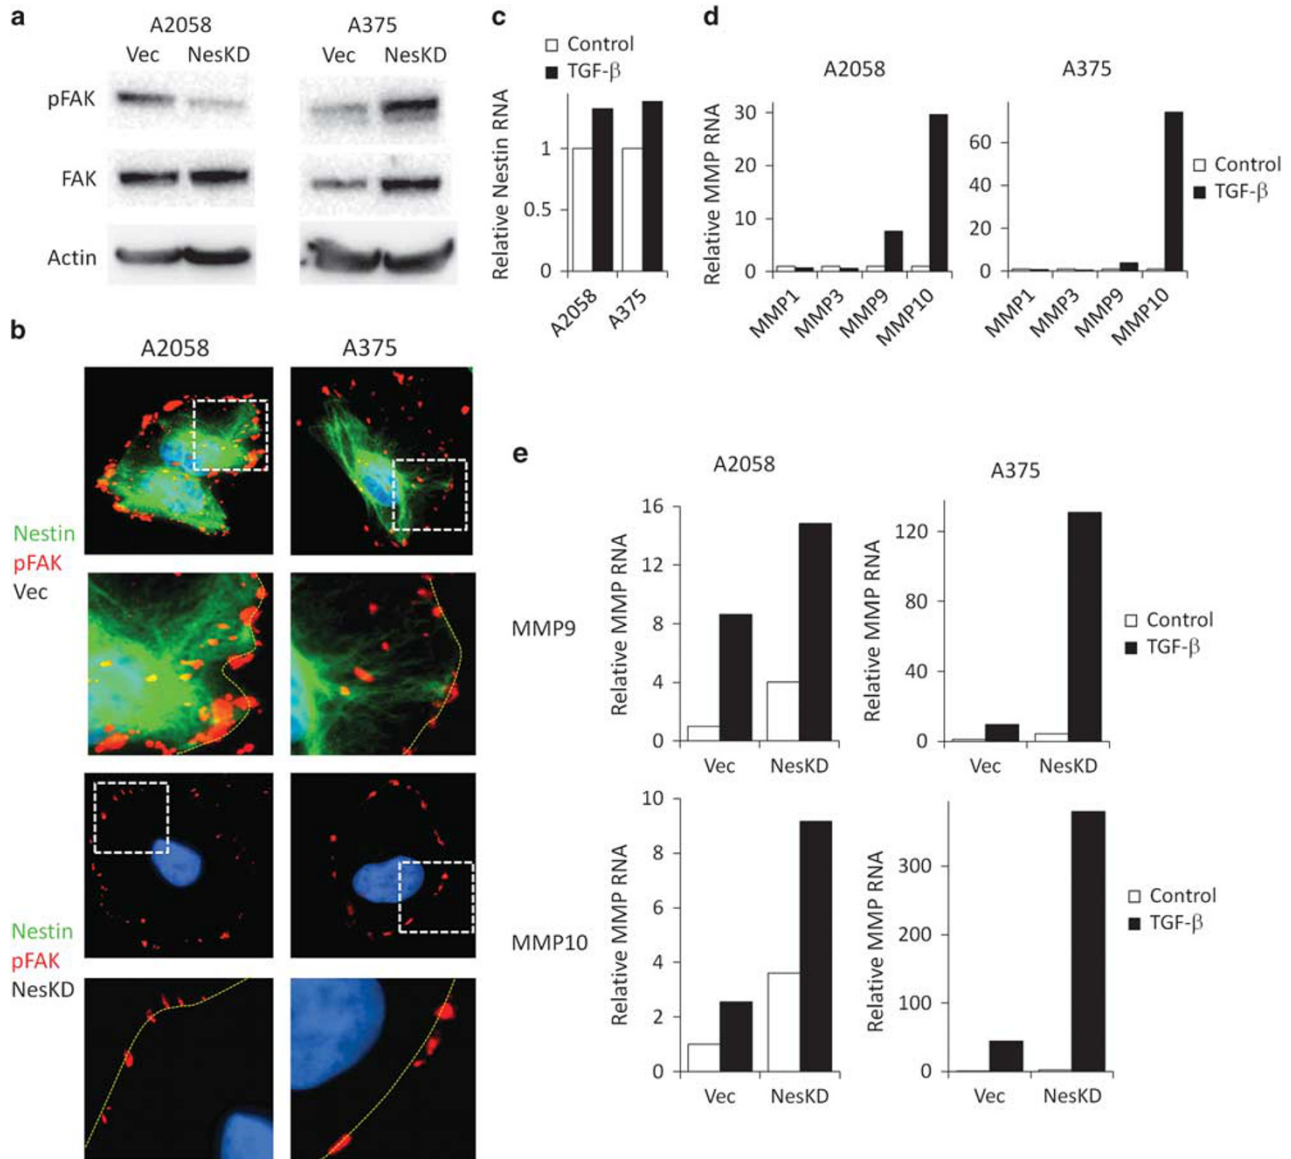 a
A2058 A375
Vec NesKD Vec NesKD
pFAK
FAK
Actin
b
A2058 A375
Nestin
pFAK
Vec
Nestin
pFAK
NesKD
c
Control
TGF-β
Relative Nestin RNA
1
0.5
0
A2058 A375
d
A2058 A375
Relative MMP RNA
30
20
10
0
MMP1 MMP3 MMP9 MMP10
60
40
20
0
MMP1 MMP3 MMP9 MMP10
Control
TGF-β
e
A2058 A375
MMP9
Relative MMP RNA
16
12
8
4
0
Vec NesKD
Relative MMP RNA
120
80
40
0
Vec NesKD
Control
TGF-β
MMP10
Relative MMP RNA
10
8
6
4
2
0
Vec NesKD
Relative MMP RNA
300
200
100
0
Vec NesKD
Control
TGF-β